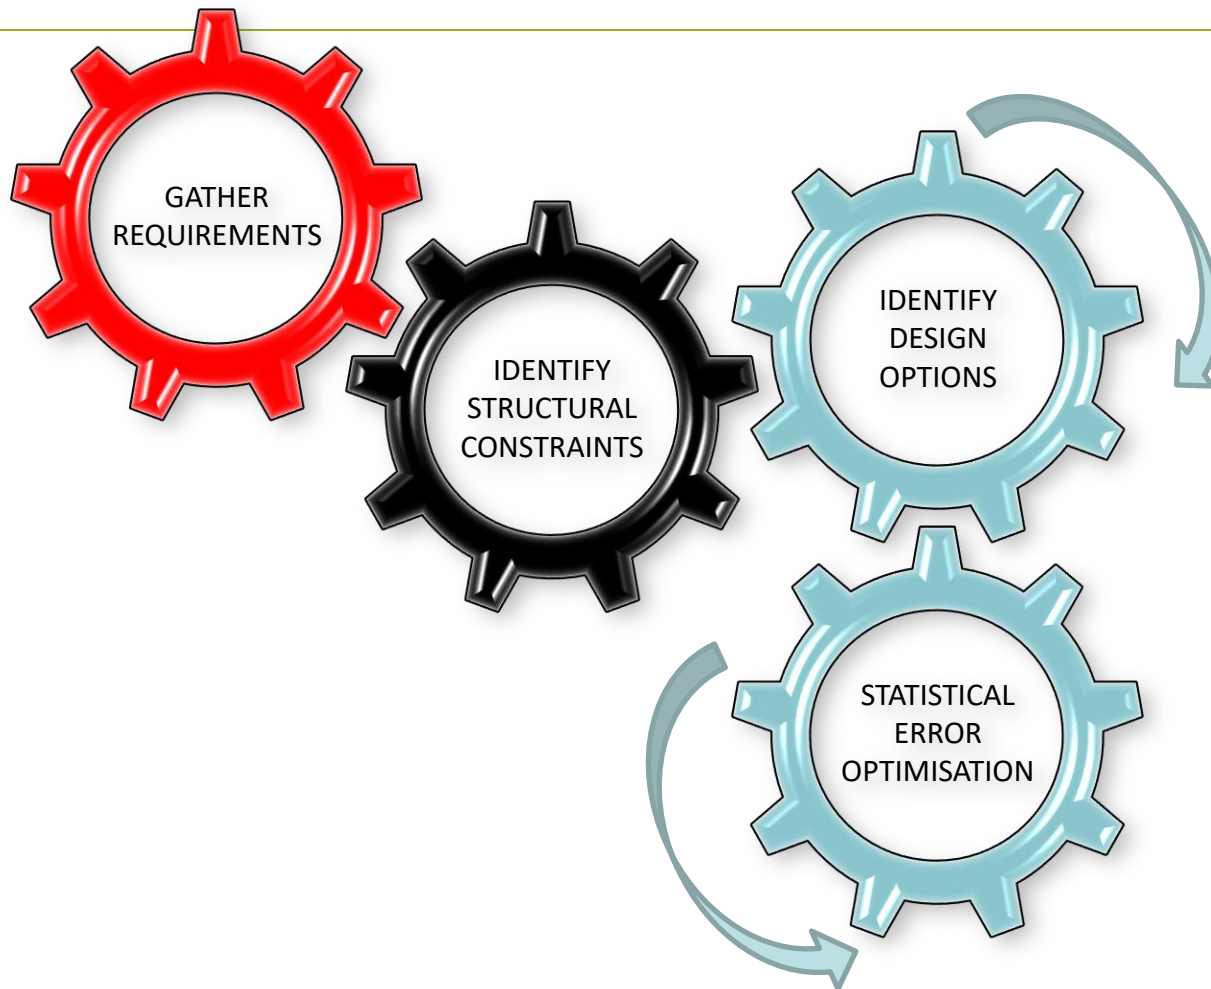 GATHER
REQUIREMENTS
IDENTIFY
STRUCTURAL
CONSTRAINTS
IDENTIFY
DESIGN
OPTIONS
STATISTICAL
ERROR
OPTIMISATION